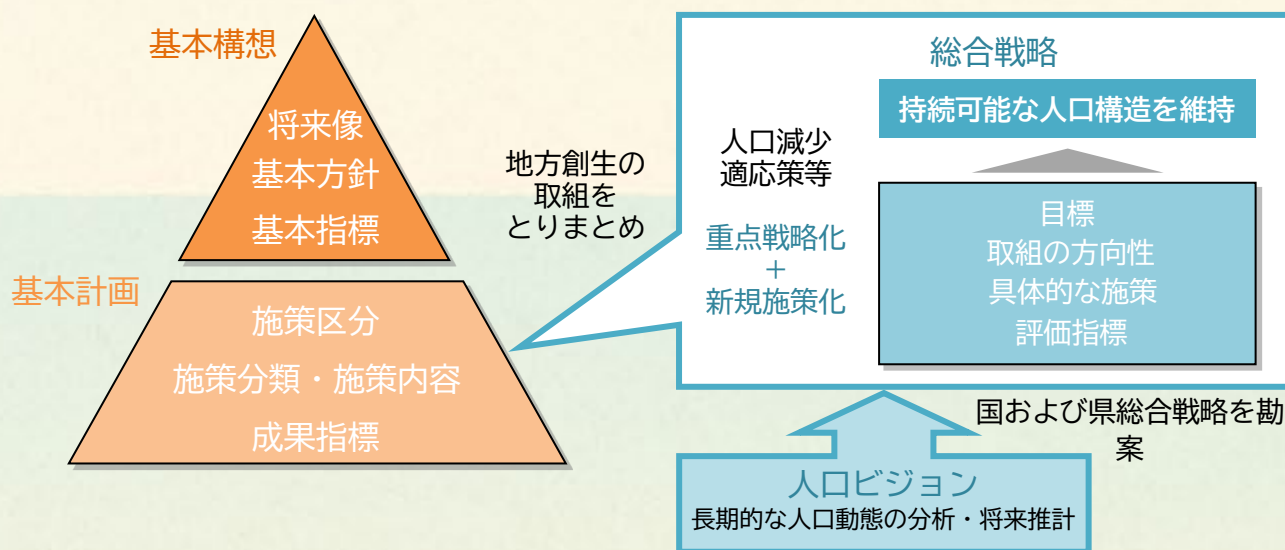 基本構想
将来像
基本方針
基本指標
基本計画
施策区分
施策分類・施策内容
成果指標
地方創生の
取組を
とりまとめ
総合戦略
持続可能な人口構造を維持
人口減少
適応策等
重点戦略化
＋
新規施策化
目標
取組の方向性
具体的な施策
評価指標
国および県総合戦略を勘
案
人口ビジョン
長期的な人口動態の分析・将来推計